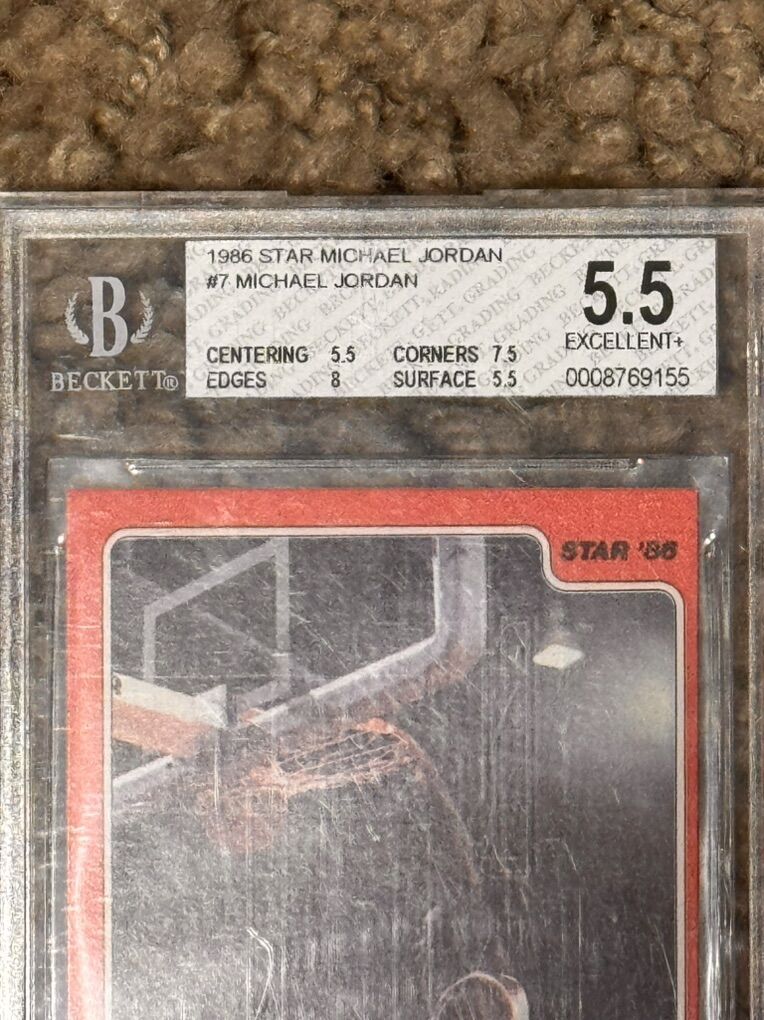 1986 STAR MICHAEL JORDAN
#7 MICHAEL JORDAN
CENTERING 5.5 CORNERS 7.5
EDGES 8 SURFACE 5.5
5.5
EXCELLENT+
0008769155
B
BECKETT®
STAR '86